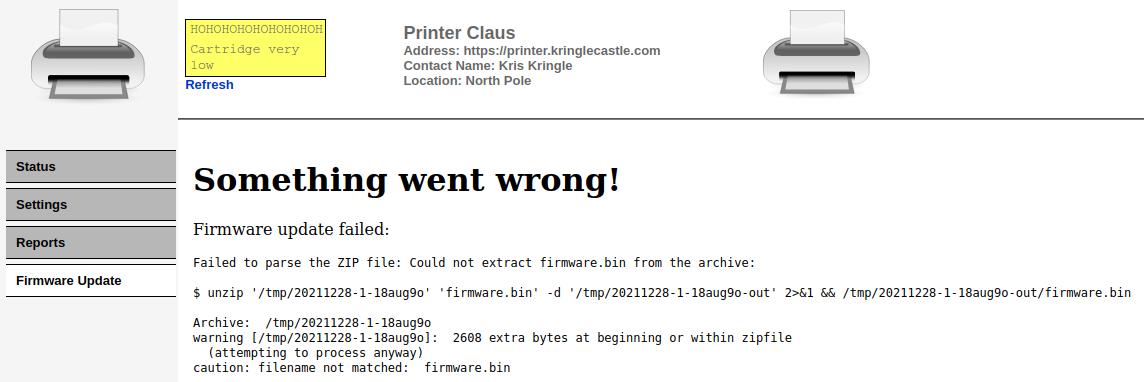 HOHOHOHOHOHOHOHOH
Cartridge very
low
Refresh
Printer Claus
Address: https://printer.kringlecastle.com
Contact Name: Kris Kringle
Location: North Pole
Status
Settings
Reports
Firmware Update
Something went wrong!
Firmware update failed:
Failed to parse the ZIP file: Could not extract firmware.bin from the archive:
$ unzip '/tmp/20211228-1-18aug9o' 'firmware.bin' -d '/tmp/20211228-1-18aug9o-out' 2>&1 && /tmp/20211228-1-18aug9o-out/firmware.bin
Archive:  /tmp/20211228-1-18aug9o
warning [/tmp/20211228-1-18aug9o]:  2608 extra bytes at beginning or within zipfile
  (attempting to process anyway)
caution: filename not matched:  firmware.bin